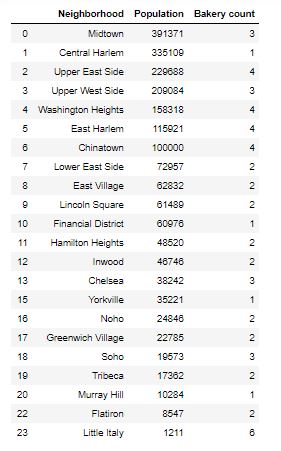 Neighborhood Population Bakery count
0 Midtown 391371 3
1 Central Harlem 335109 1
2 Upper East Side 229688 4
3 Upper West Side 209084 3
4 Washington Heights 158318 4
5 East Harlem 115921 4
6 Chinatown 100000 4
7 Lower East Side 72957 2
8 East Village 62832 2
9 Lincoln Square 61489 2
10 Financial District 60976 1
11 Hamilton Heights 48520 2
12 Inwood 46746 2
13 Chelsea 38242 3
15 Yorkville 35221 1
16 Noho 24846 2
17 Greenwich Village 22785 2
18 Soho 19573 3
19 Tribeca 17362 2
20 Murray Hill 10284 1
22 Flatiron 8547 2
23 Little Italy 1211 6